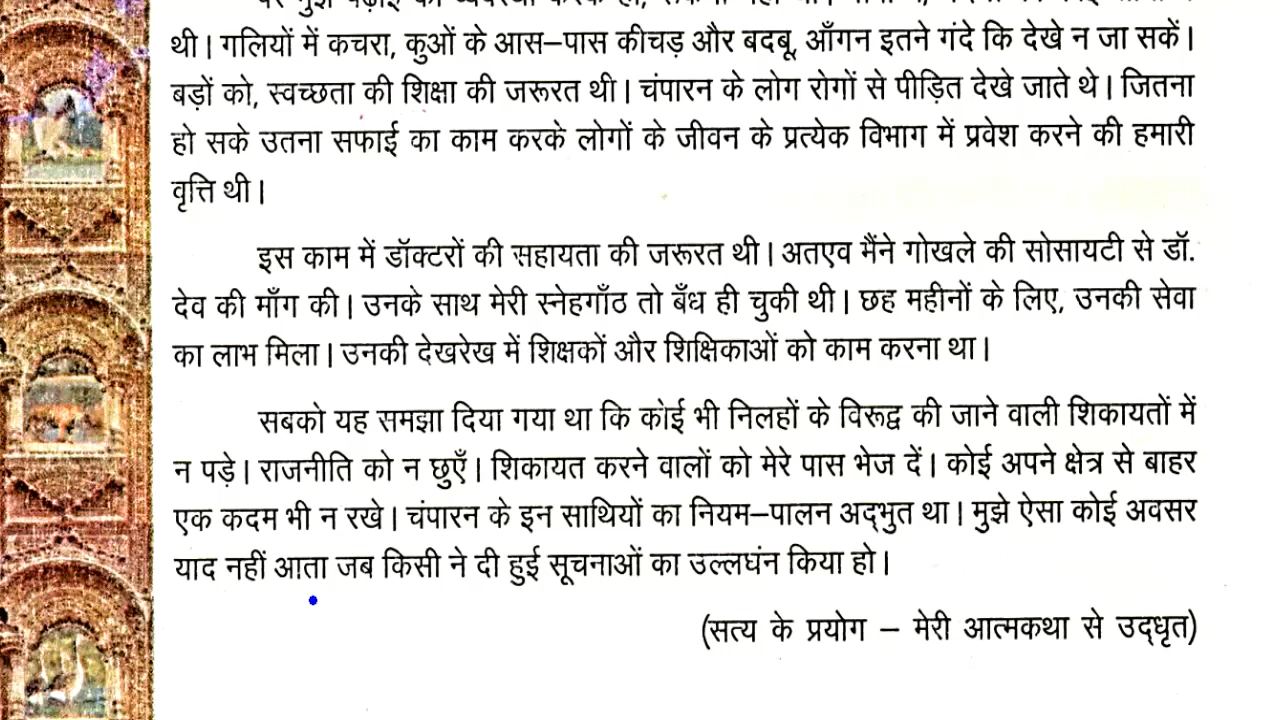 थी। गलियों में कचरा, कुओं के आस–पास कीचड़ और बदबू, आँगन इतने गंदे कि देखे न जा सकें।
बड़ों को, स्वच्छता की शिक्षा की जरूरत थी। चंपारन के लोग रोगों से पीड़ित देखे जाते थे। जितना
हो सके उतना सफाई का काम करके लोगों के जीवन के प्रत्येक विभाग में प्रवेश करने की हमारी
वृत्ति थी।
इस काम में डॉक्टरों की सहायता की जरूरत थी। अतएव मैंने गोखले की सोसायटी से डॉ.
देव की माँग की। उनके साथ मेरी स्नेहगाँठ तो बँध ही चुकी थी। छह महीनों के लिए, उनकी सेवा
का लाभ मिला। उनकी देखरेख में शिक्षकों और शिक्षिकाओं को काम करना था।
सबको यह समझा दिया गया था कि कोई भी निलहों के विरूद्व की जाने वाली शिकायतों में
न पड़े। राजनीति को न छुएँ। शिकायत करने वालों को मेरे पास भेज दें। कोई अपने क्षेत्र से बाहर
एक कदम भी न रखे। चंपारन के इन साथियों का नियम–पालन अद्‌भुत था। मुझे ऐसा कोई अवसर
याद नहीं आता जब किसी ने दी हुई सूचनाओं का उल्लघंन किया हो।
(सत्य के प्रयोग – मेरी आत्मकथा से उद्‌धृत)